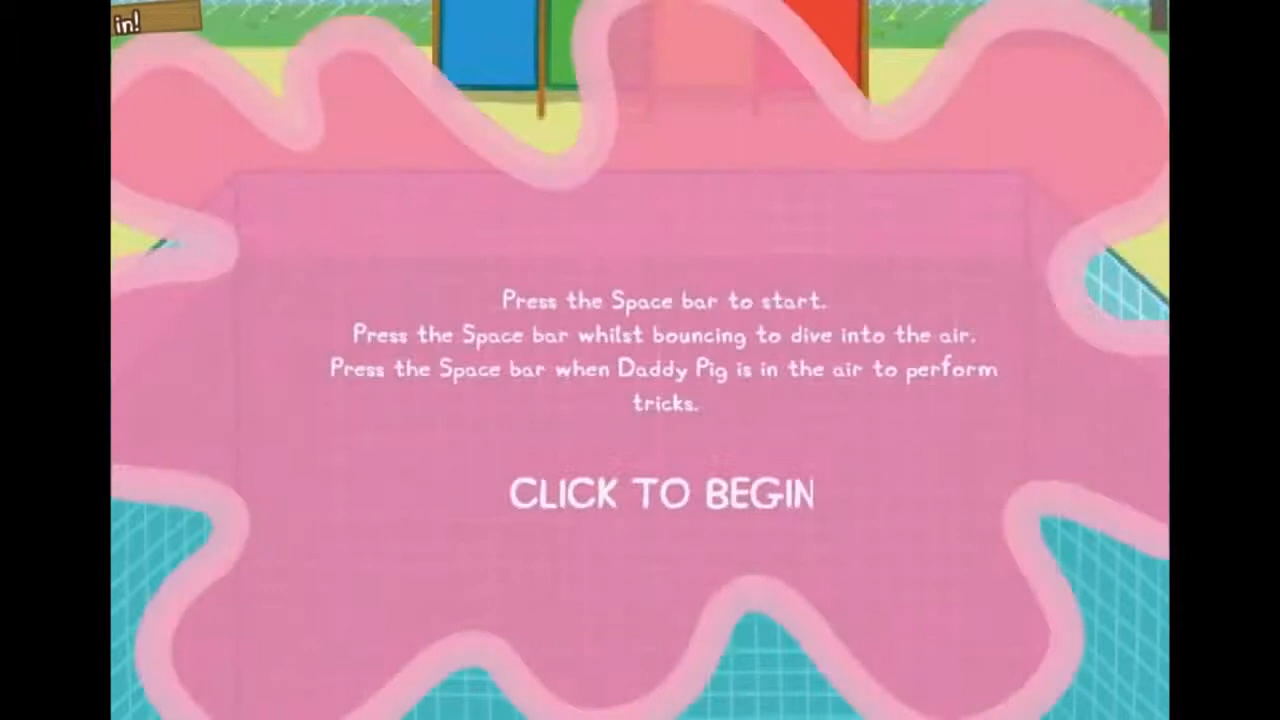 in!
Press the Space bar to start.
Press the Space bar whilst bouncing to dive into the air.
Press the Space bar when Daddy Pig is in the air to perform
tricks.
CLICK TO BEGIN